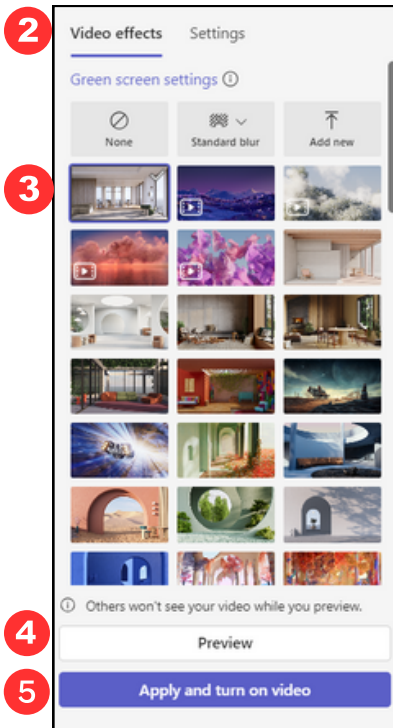 2
Video effects Settings
Green screen settings
None Standard blur Add new
3
Others won't see your video while you preview.
4
Preview
5
Apply and turn on video